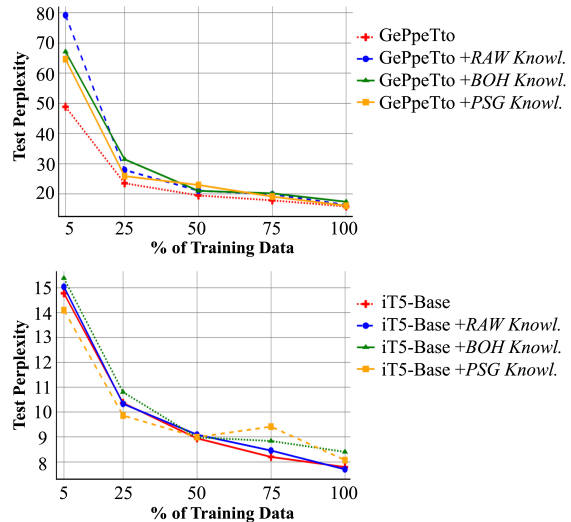 80
70
60
50
40
30
20
Test Perplexity
5 25 50 75 100
% of Training Data
GePpeTto
GePpeTto +RAW Knowl.
GePpeTto +BOH Knowl.
GePpeTto +PSG Knowl.
15
14
13
12
11
10
9
8
Test Perplexity
5 25 50 75 100
% of Training Data
iT5-Base
iT5-Base +RAW Knowl.
iT5-Base +BOH Knowl.
iT5-Base +PSG Knowl.